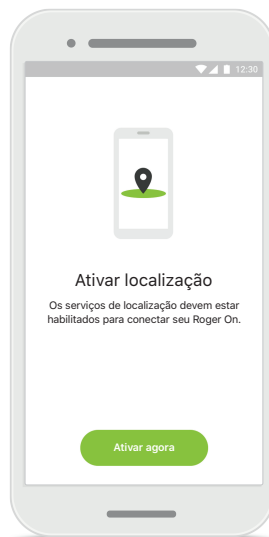 12:30
Ativar localização
Os serviços de localização devem estar
habilitados para conectar seu Roger On.
Ativar agora